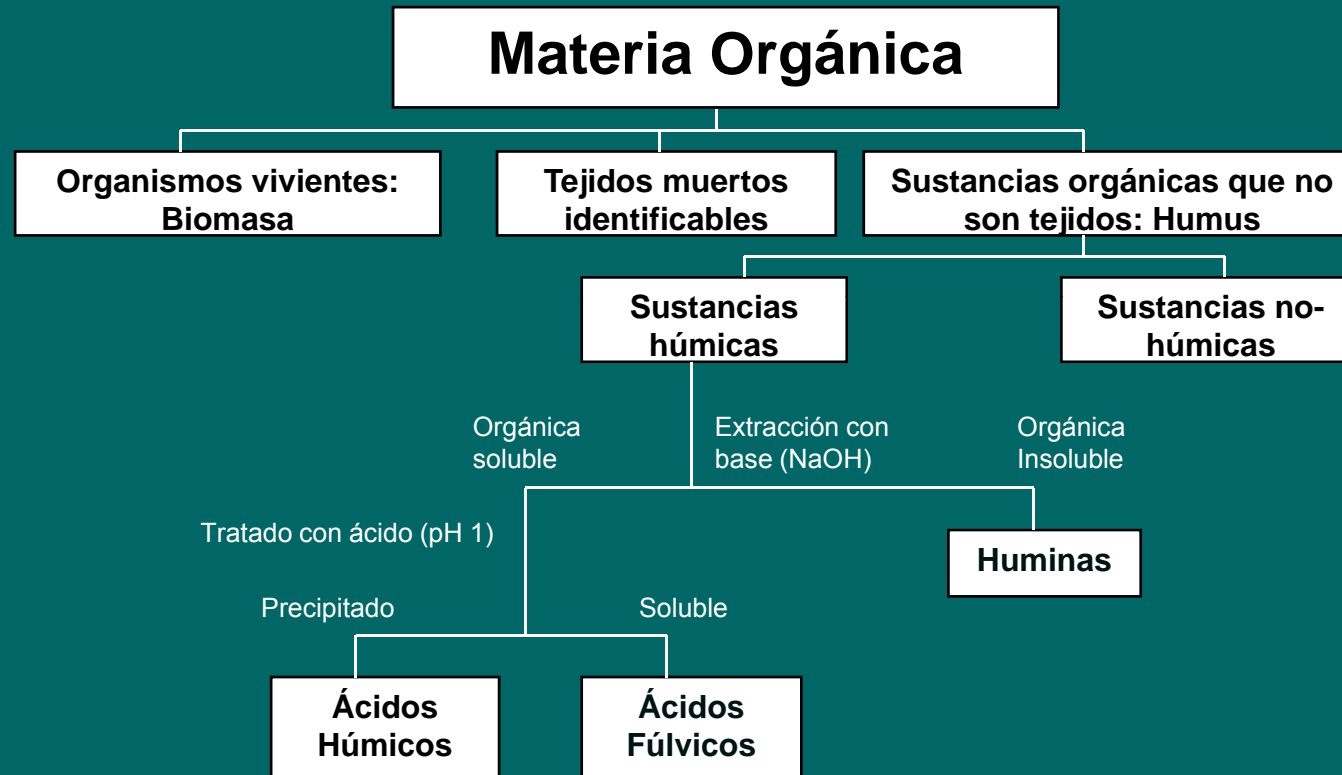 Materia Orgánica
Organismos vivientes:
Biomasa
Tejidos muertos
identificables
Sustancias orgánicas que no
son tejidos: Humus
Sustancias
húmicas
Sustancias no-
húmicas
Orgánica
soluble
Extracción con
base (NaOH)
Orgánica
Insoluble
Tratado con ácido (pH 1)
Huminas
Precipitado
Soluble
Ácidos
Húmicos
Ácidos
Fúlvicos